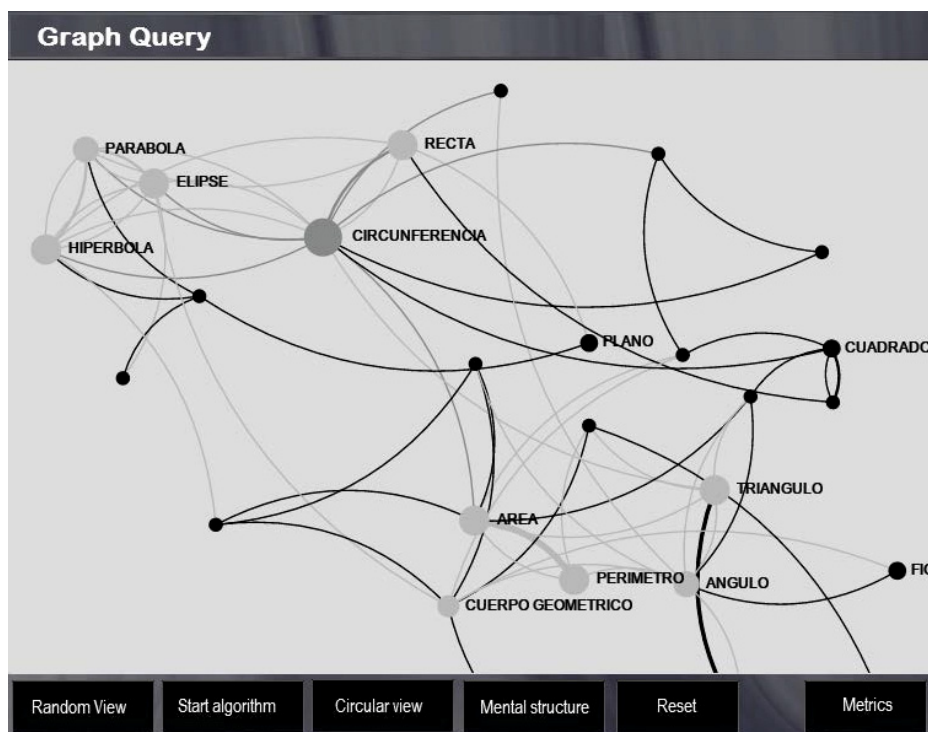 Graph Query
PARABOLA
RECTA
ELIPSE
CIRCUNFERENCIA
HIPERBOLA
PLANO
CUADRADO
TRIANGULO
AREA
FIG
PERIMETRO
ANGULO
CUERPO GEOMETRICO
Random View
Start algorithm
Circular view
Mental structure
Reset
Metrics